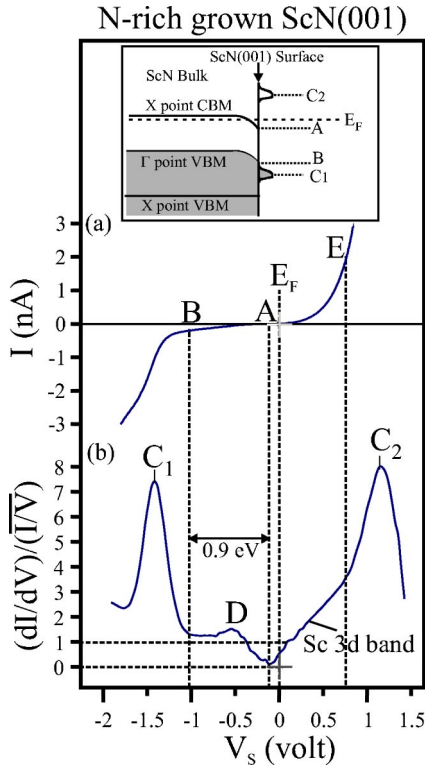 N-rich grown ScN(001)
ScN(001) Surface
ScN Bulk
C2
X point CBM
E_F
A
Γ point VBM
B
C1
X point VBM
(a)
3
2
1
0
-1
-2
-3
I (nA)
B
A
E_F
E
(b)
8
7
6
5
4
3
2
1
0
(dI/dV)/(I/V)
C1
C2
0.9 eV
D
Sc 3d band
-2 -1.5 -1 -0.5 0 0.5 1 1.5
V_S (volt)